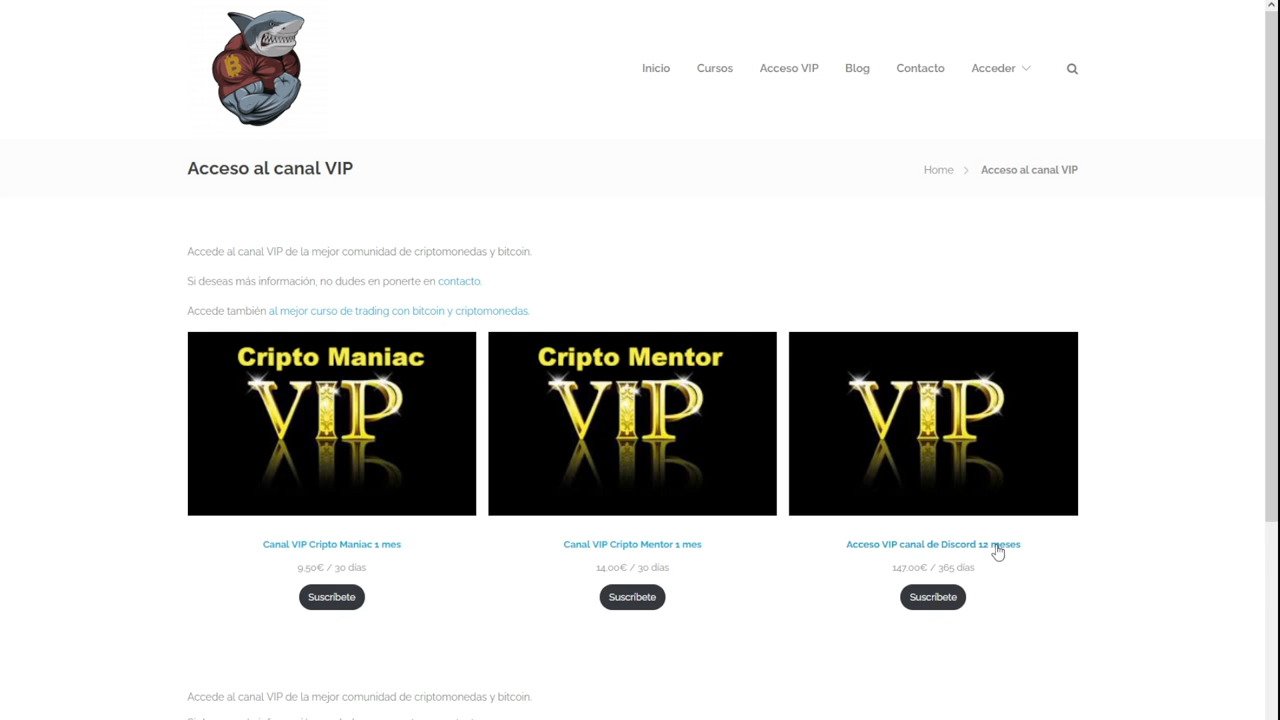 Inicio Cursos Acceso VIP Blog Contacto Acceder
Acceso al canal VIP
Home Acceso al canal VIP
Accede al canal VIP de la mejor comunidad de criptomonedas y bitcoin.
Si deseas más información, no dudes en ponerte en contacto.
Accede también al mejor curso de trading con bitcoin y criptomonedas.
Cripto Maniac
VIP
Cripto Mentor
VIP
VIP
Canal VIP Cripto Maniac 1 mes
9,50€ / 30 días
Suscríbete
Canal VIP Cripto Mentor 1 mes
14,00€ / 30 días
Suscríbete
Acceso VIP canal de Discord 12 meses
147,00€ / 365 días
Suscríbete
Accede al canal VIP de la mejor comunidad de criptomonedas y bitcoin.